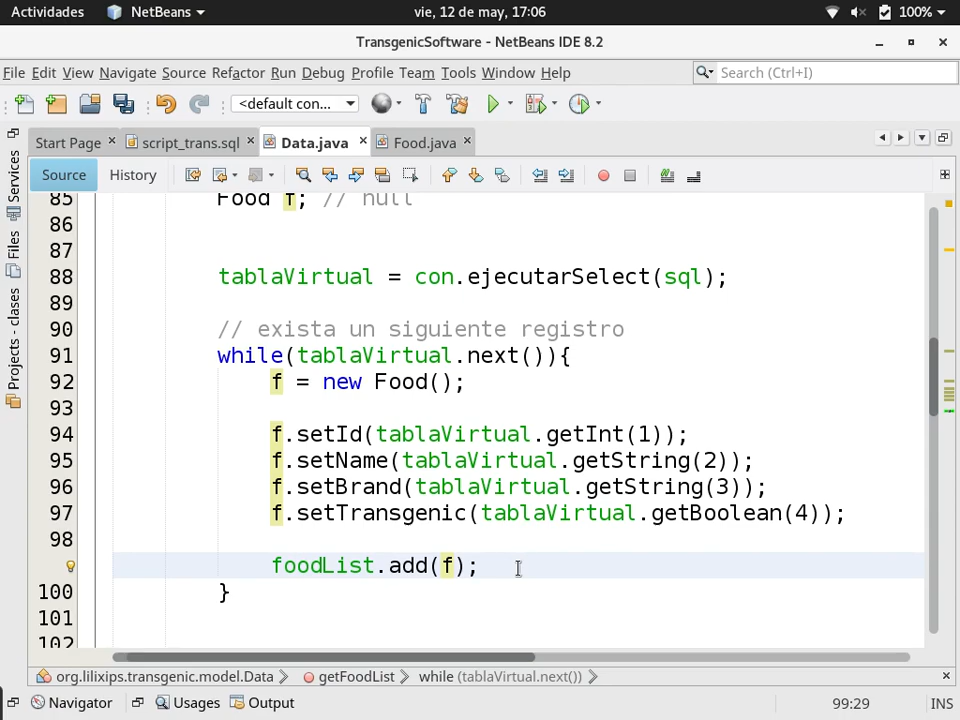 Actividades NetBeans vie, 12 de may, 17:06 100%
TransgenicSoftware - NetBeans IDE 8.2
File Edit View Navigate Source Refactor Run Debug Profile Team Tools Window Help Search (Ctrl+I)
<default con...
Start Page script_trans.sql Data.java Food.java
Source History
Services
Files
Projects - clases
85 Food f; // null
86
87
88 tablaVirtual = con.ejecutarSelect(sql);
89
90 // exista un siguiente registro
91 while(tablaVirtual.next()){
92 f = new Food();
93
94 f.setId(tablaVirtual.getInt(1));
95 f.setName(tablaVirtual.getString(2));
96 f.setBrand(tablaVirtual.getString(3));
97 f.setTransgenic(tablaVirtual.getBoolean(4));
98
foodList.add(f);
100 }
101
102
org.lilixips.transgenic.model.Data getFoodList while (tablaVirtual.next())
Navigator Usages Output 99:29 INS